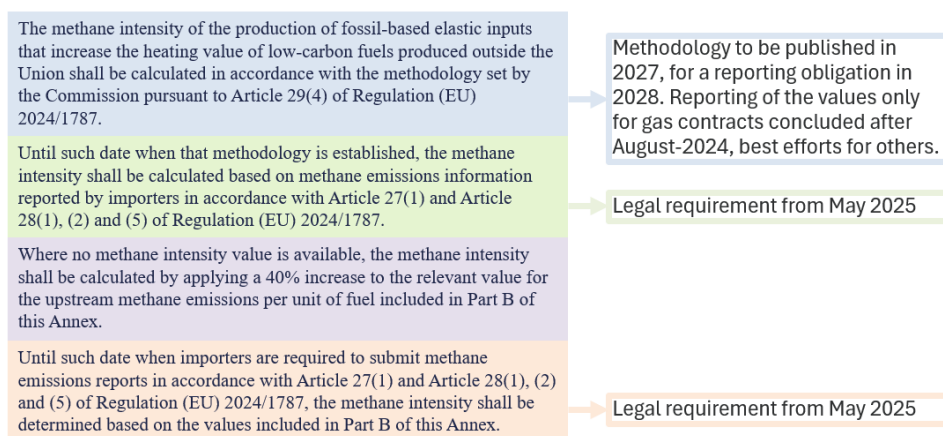 The methane intensity of the production of fossil-based elastic inputs
that increase the heating value of low-carbon fuels produced outside the
Union shall be calculated in accordance with the methodology set by
the Commission pursuant to Article 29(4) of Regulation (EU)
2024/1787.
Methodology to be published in
2027, for a reporting obligation in
2028. Reporting of the values only
for gas contracts concluded after
August-2024, best efforts for others.
Until such date when that methodology is established, the methane
intensity shall be calculated based on methane emissions information
reported by importers in accordance with Article 27(1) and Article
28(1), (2) and (5) of Regulation (EU) 2024/1787.
Legal requirement from May 2025
Where no methane intensity value is available, the methane intensity
shall be calculated by applying a 40% increase to the relevant value for
the upstream methane emissions per unit of fuel included in Part B of
this Annex.
Until such date when importers are required to submit methane
emissions reports in accordance with Article 27(1) and Article 28(1), (2)
and (5) of Regulation (EU) 2024/1787, the methane intensity shall be
determined based on the values included in Part B of this Annex.
Legal requirement from May 2025